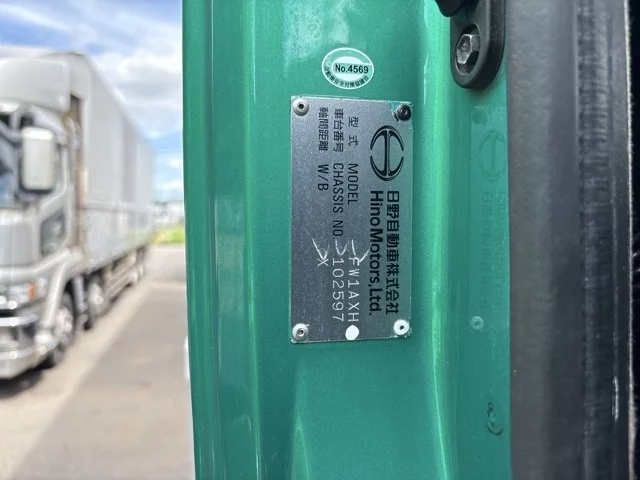 No.4569
日野自動車株式会社
Hino Motors, Ltd.
型式 MODEL FW1AXH
車台番号 CHASSIS NO. 102597
軸間距離 W/B X